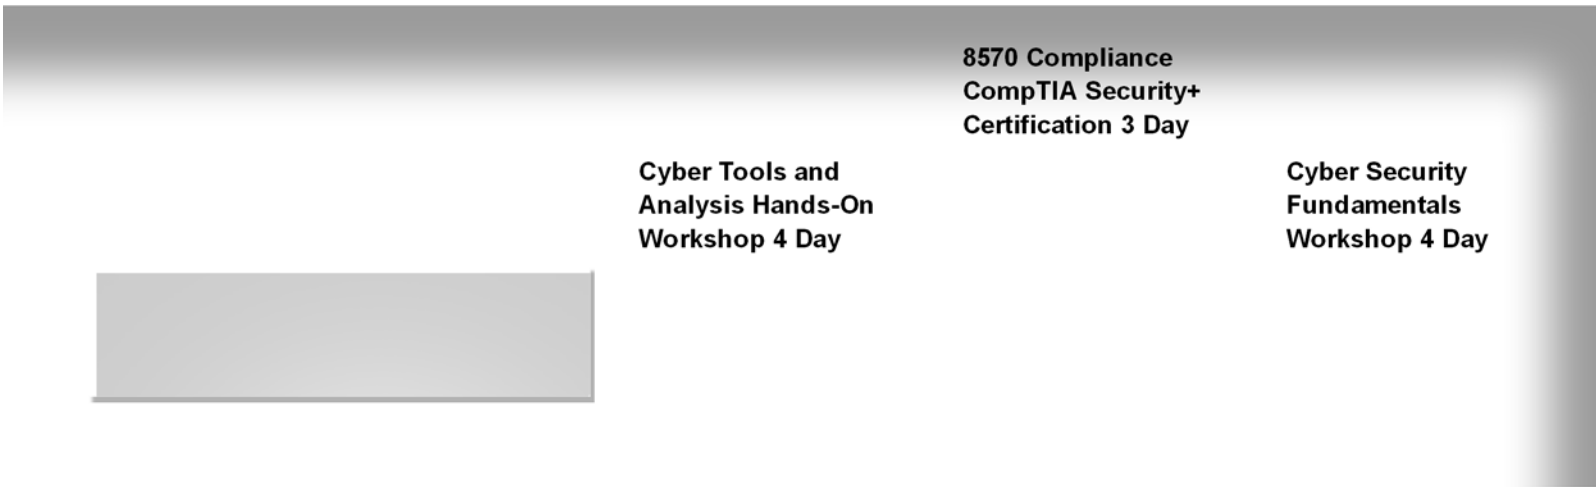 8570 Compliance
CompTIA Security+
Certification 3 Day
Cyber Tools and
Analysis Hands-On
Workshop 4 Day
Cyber Security
Fundamentals
Workshop 4 Day